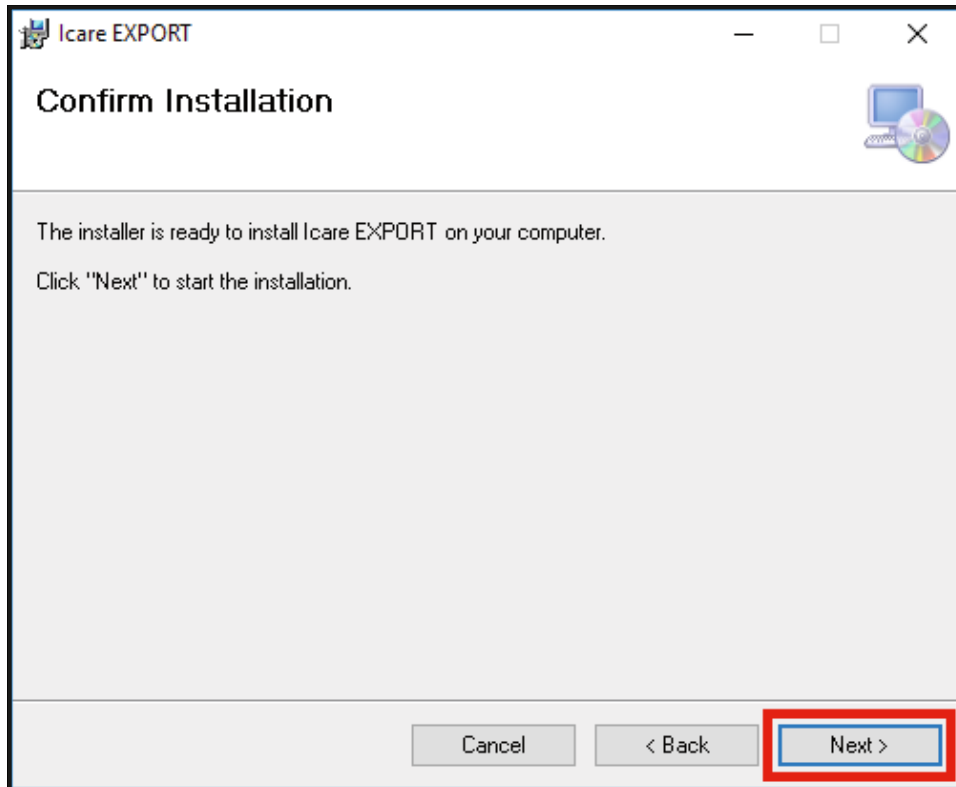 Icare EXPORT
Confirm Installation
The installer is ready to install Icare EXPORT on your computer.
Click "Next" to start the installation.
Cancel
< Back
Next >